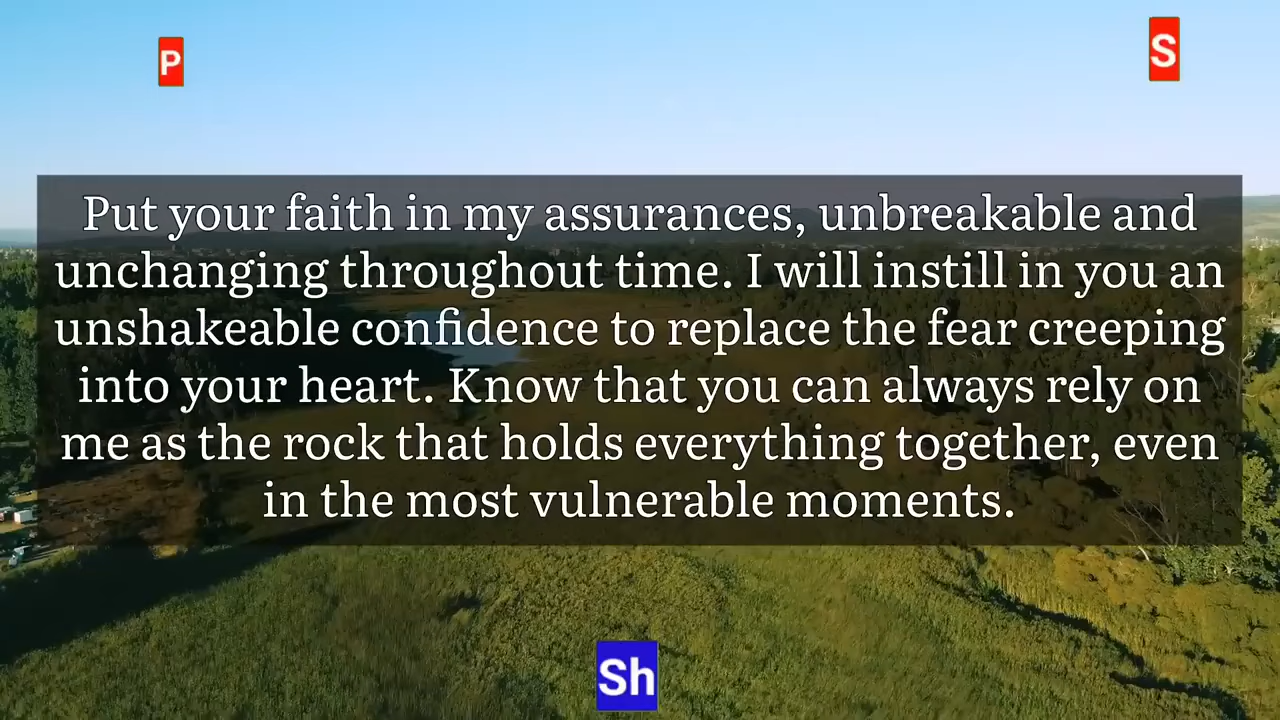 P
S
Put your faith in my assurances, unbreakable and
unchanging throughout time. I will instill in you an
unshakeable confidence to replace the fear creeping
into your heart. Know that you can always rely on
me as the rock that holds everything together, even
in the most vulnerable moments.
Sh